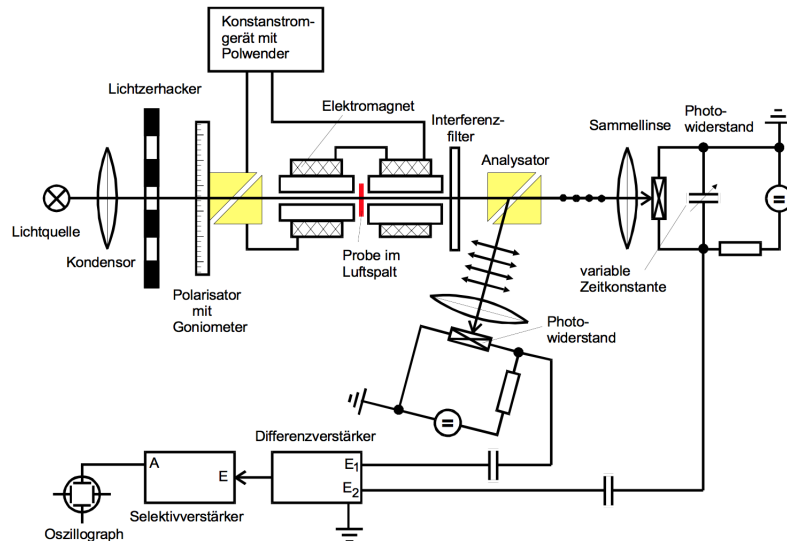 Konstanstrom-
gerät mit
Polwender
Lichtzerhacker
Elektromagnet
Interferenz-
filter
Analysator
Sammellinse
Photo-
widerstand
Lichtquelle
Kondensor
Polarisator
mit
Goniometer
Probe im
Luftspalt
variable
Zeitkonstante
Photo-
widerstand
Differenzverstärker
A
E
E1
E2
Selektivverstärker
Oszillograph